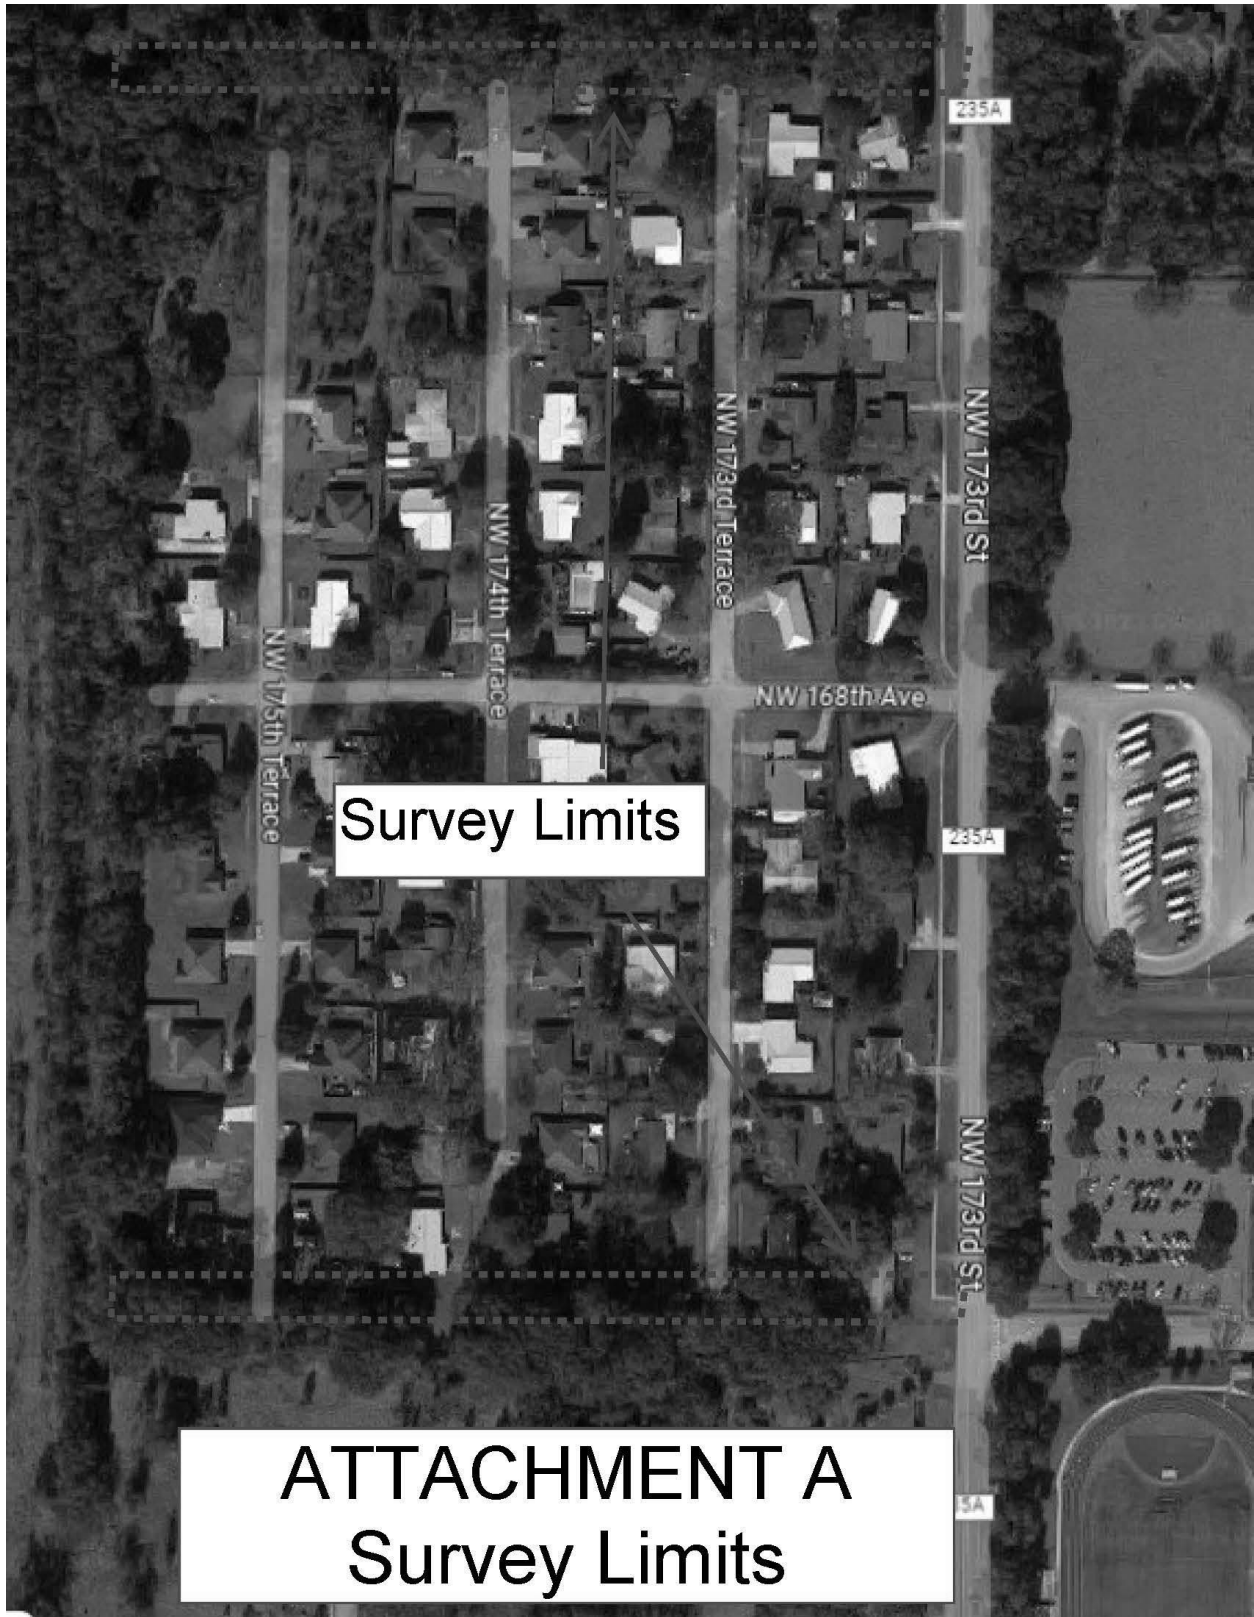 235A
NW 173rd St
NW 173rd Terrace
NW 174th Terrace
NW 175th Terrace
NW 168th Ave
Survey Limits
235A
NW 173rd St
ATTACHMENT A
Survey Limits
5A